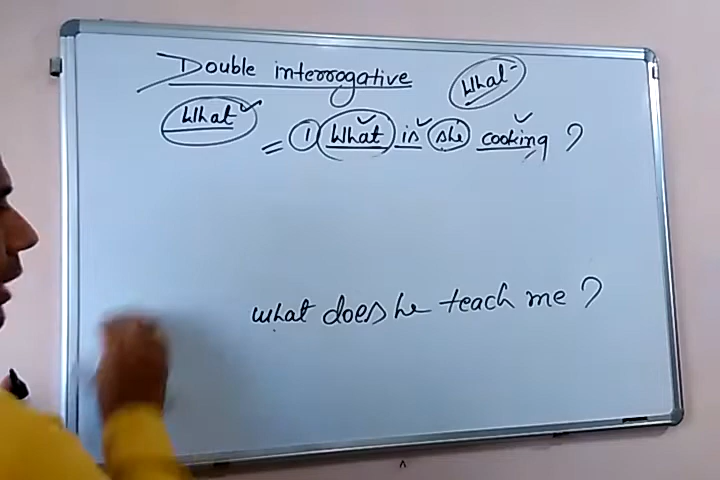 Double interrogative What
What
= 1 What is she cooking ?
what does he teach me ?